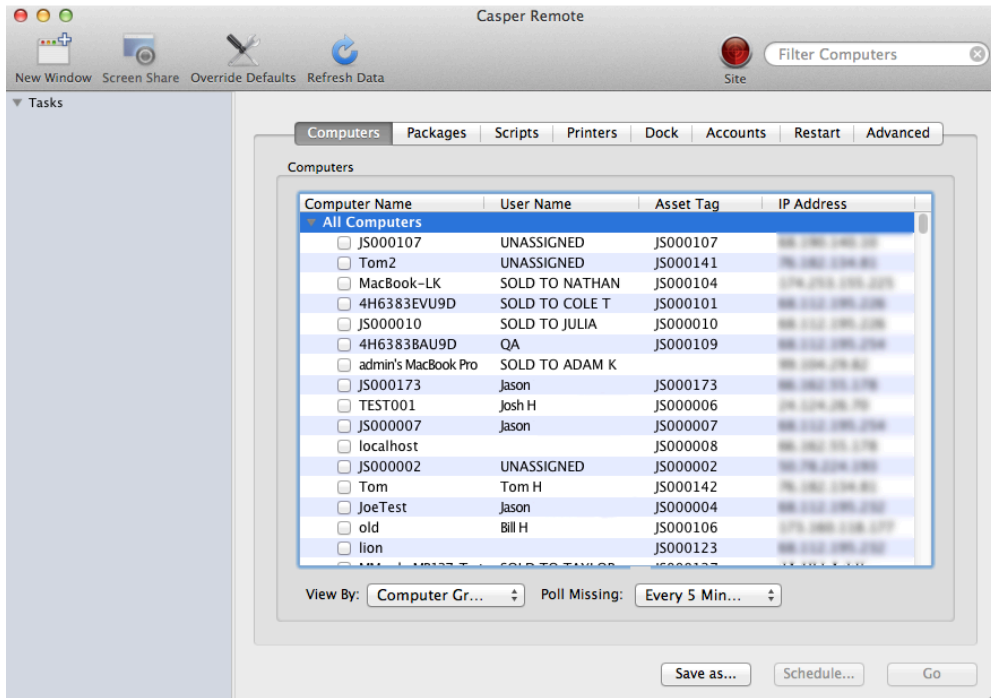 Casper Remote
New Window Screen Share Override Defaults Refresh Data Site Filter Computers
Tasks
Computers Packages Scripts Printers Dock Accounts Restart Advanced
Computers
Computer Name User Name Asset Tag IP Address
All Computers
JS000107 UNASSIGNED JS000107
Tom2 UNASSIGNED JS000141
MacBook-LK SOLD TO NATHAN JS000104
4H6383EVU9D SOLD TO COLE T JS000101
JS000010 SOLD TO JULIA JS000010
4H6383BAU9D QA JS000109
admin's MacBook Pro SOLD TO ADAM K
JS000173 Jason JS000173
TEST001 Josh H JS000006
JS000007 Jason JS000007
localhost JS000008
JS000002 UNASSIGNED JS000002
Tom Tom H JS000142
JoeTest Jason JS000004
old Bill H JS000106
lion JS000123
View By: Computer Gr... Poll Missing: Every 5 Min...
Save as... Schedule... Go